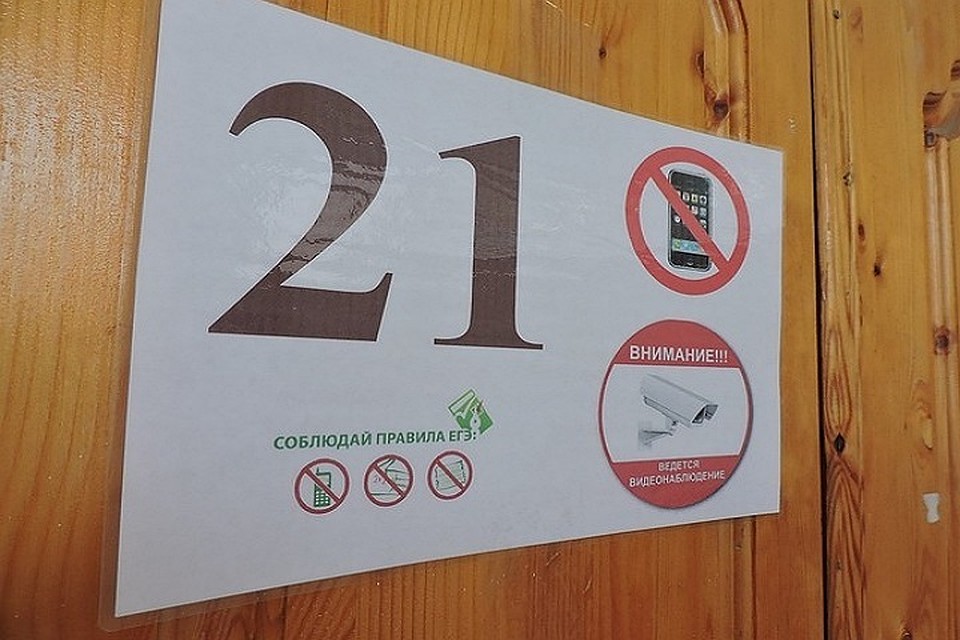 21
ВНИМАНИЕ!!!
ВЕДЕТСЯ
ВИДЕОНАБЛЮДЕНИЕ
СОБЛЮДАЙ ПРАВИЛА ЕГЭ: